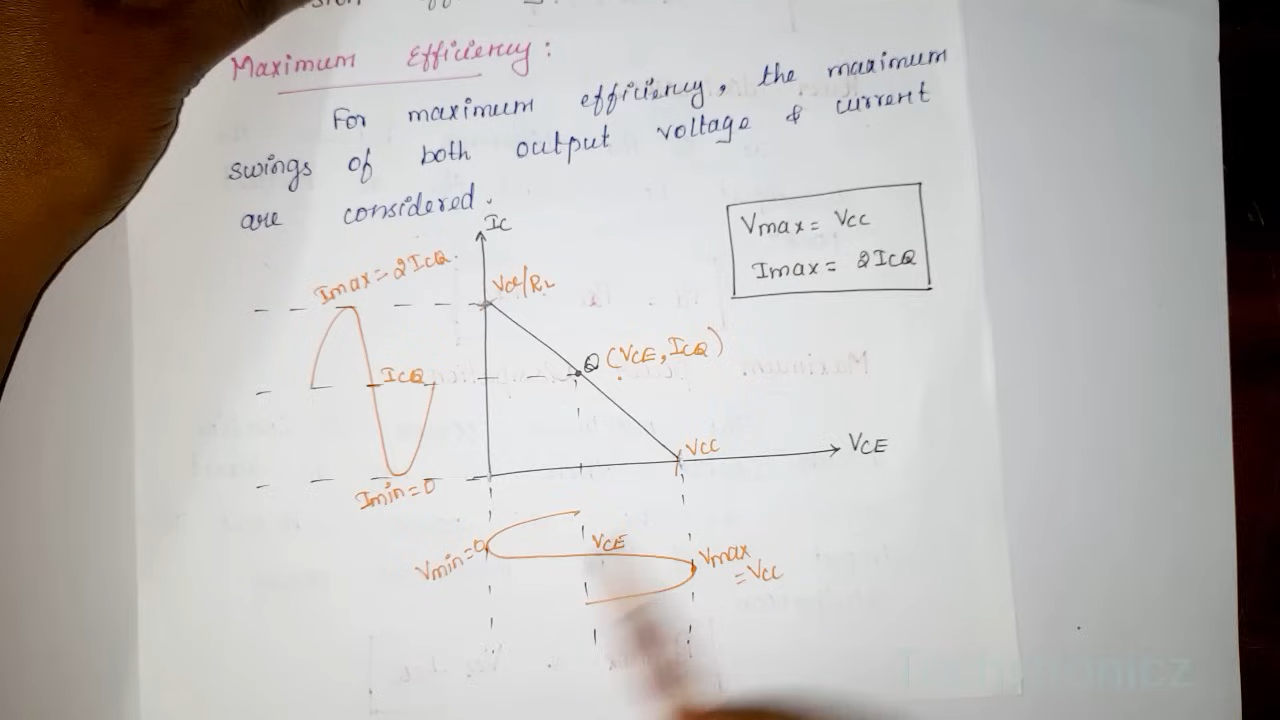 Maximum Efficiency:
For maximum efficiency, the maximum
swings of both output voltage & current
are considered.
Vmax = Vcc
Imax = 2ICQ
IC
Imax = 2ICQ.
Vcc/RL
Q (VCE, ICQ)
ICQ
VCC
VCE
Imin=0
Vmin=0
VCE
Vmax
=Vcc